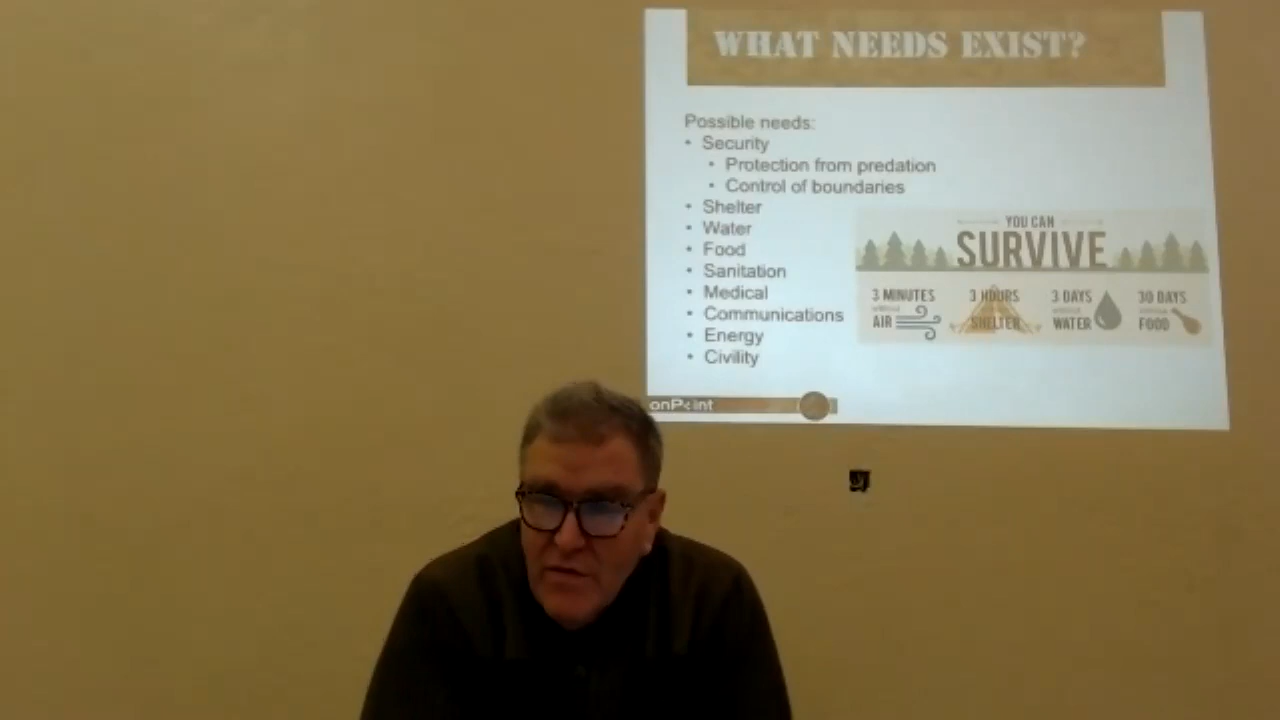 WHAT NEEDS EXIST?
Possible needs:
• Security
• Protection from predation
• Control of boundaries
• Shelter
• Water
• Food
• Sanitation
• Medical
• Communications
• Energy
• Civility
YOU CAN
SURVIVE
3 MINUTES
AIR
3 HOURS
SHELTER
3 DAYS
WATER
30 DAYS
FOOD
onPoint